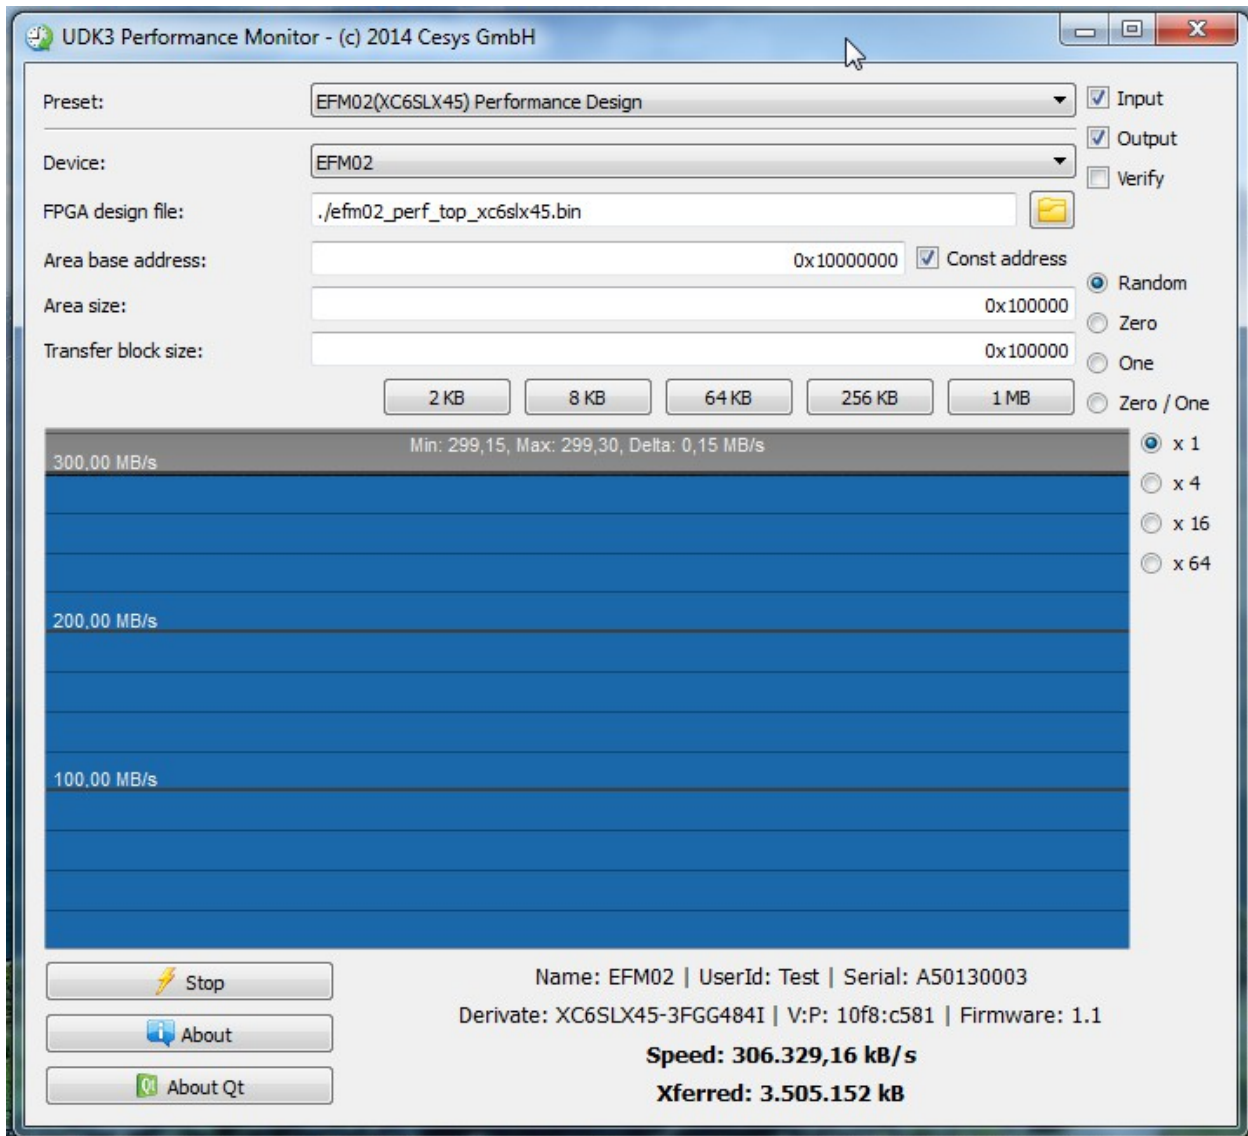 UDK3 Performance Monitor - (c) 2014 Cesys GmbH
Preset: EFM02(XC6SLX45) Performance Design Input
Output
Device: EFM02
Verify
FPGA design file: ./efm02_perf_top_xc6slx45.bin
Area base address: 0x10000000 Const address
Random
Area size: 0x100000
Zero
Transfer block size: 0x100000
One
2 KB 8 KB 64 KB 256 KB 1 MB Zero / One
Min: 299,15, Max: 299,30, Delta: 0,15 MB/s x 1
300,00 MB/s
x 4
x 16
x 64
200,00 MB/s
100,00 MB/s
Stop Name: EFM02 | UserId: Test | Serial: A50130003
Derivate: XC6SLX45-3FGG484I | V:P: 10f8:c581 | Firmware: 1.1
About
Speed: 306.329,16 kB/s
About Qt Xferred: 3.505.152 kB